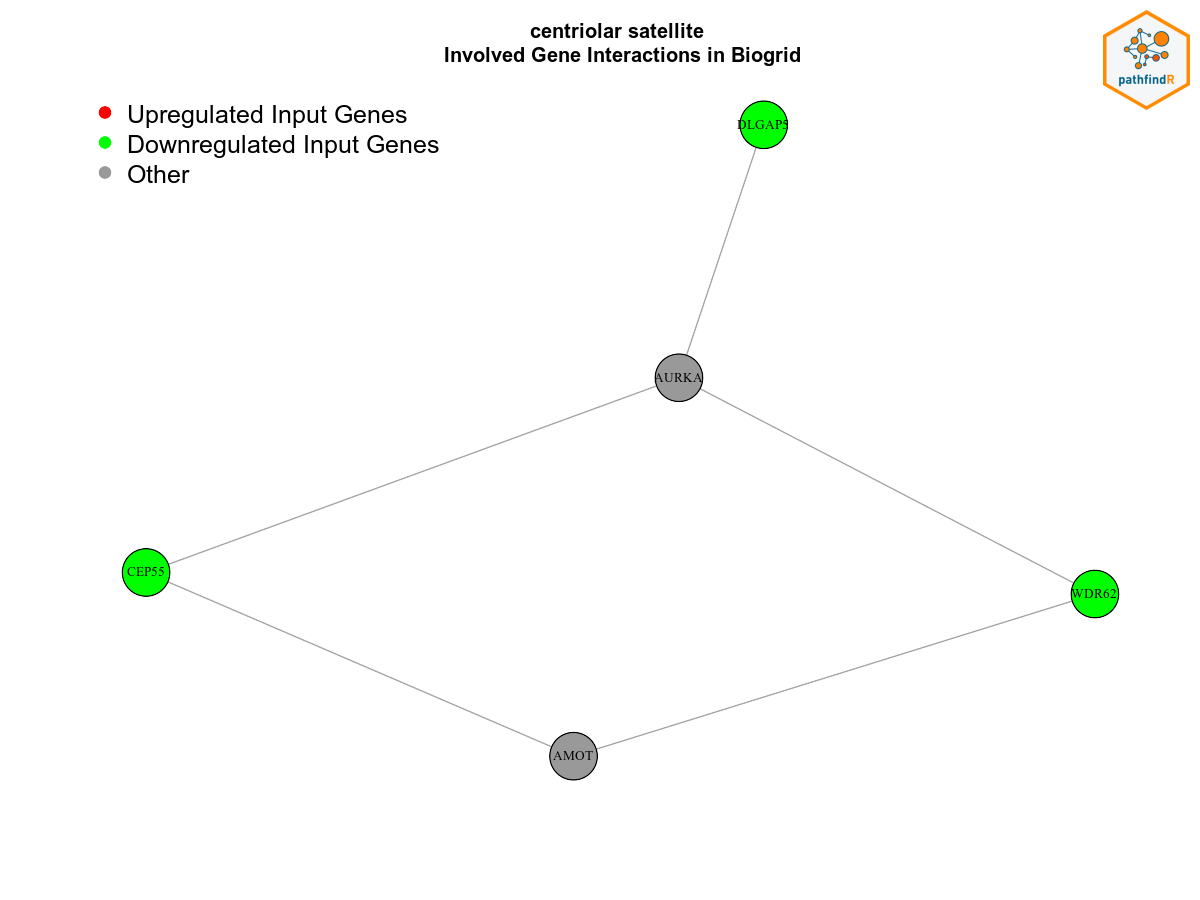 centriolar satellite
Involved Gene Interactions in Biogrid
pathfindR
Upregulated Input Genes
Downregulated Input Genes
Other
DLGAP5
AURKA
CEP55
WDR62
AMOT